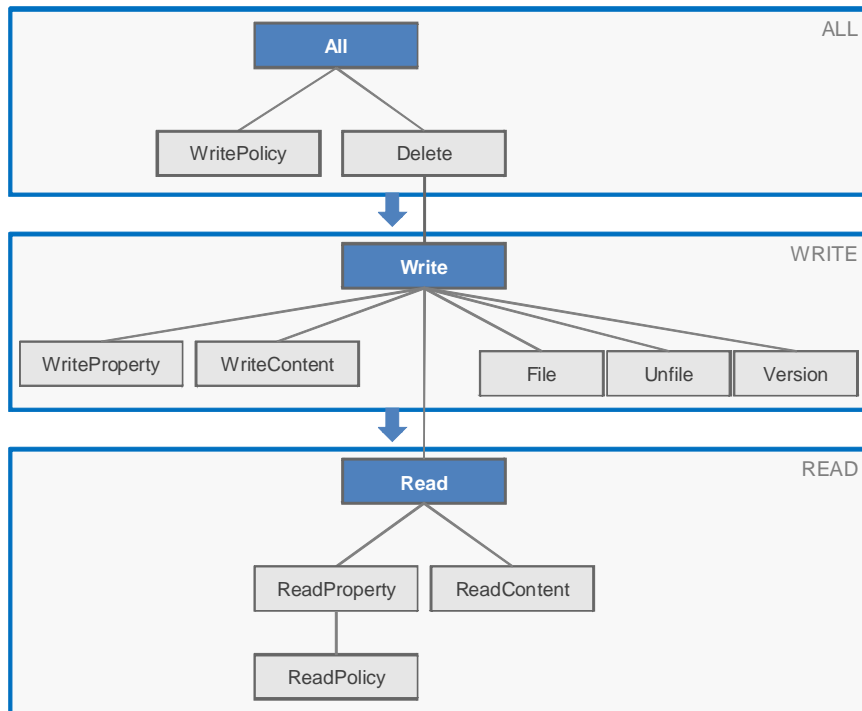 ALL
All
WritePolicy
Delete
WRITE
Write
WriteProperty
WriteContent
File
Unfile
Version
READ
Read
ReadProperty
ReadContent
ReadPolicy